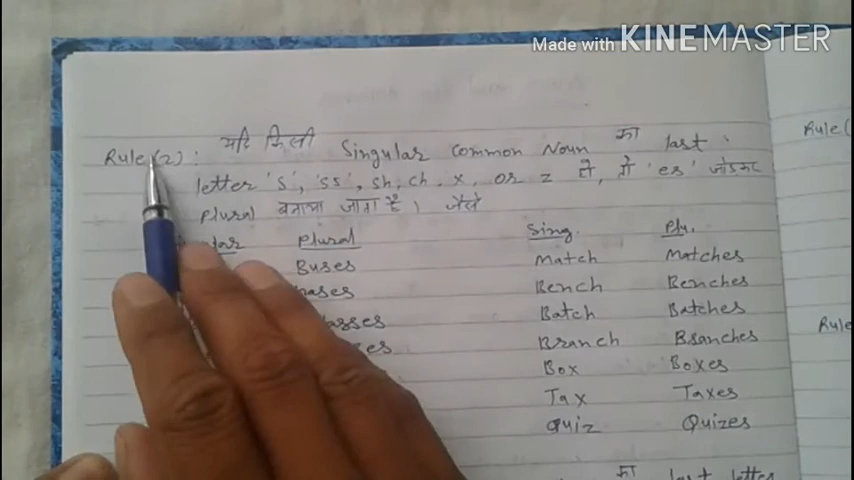 Made with KINEMASTER
Rule (2): यदि किसी Singular common Noun का last
Rule(
letter 's', 'ss', sh, ch, x, or z हो, तो 'es' जोड़कर
Plural बनाया जाता है। जैसे
Plural Sing. Plu.
Buses Match Matches
Bench Benches
Batch Batches
Rule
Branch Branches
Box Boxes
Tax Taxes
Quiz Quizes
का last letter